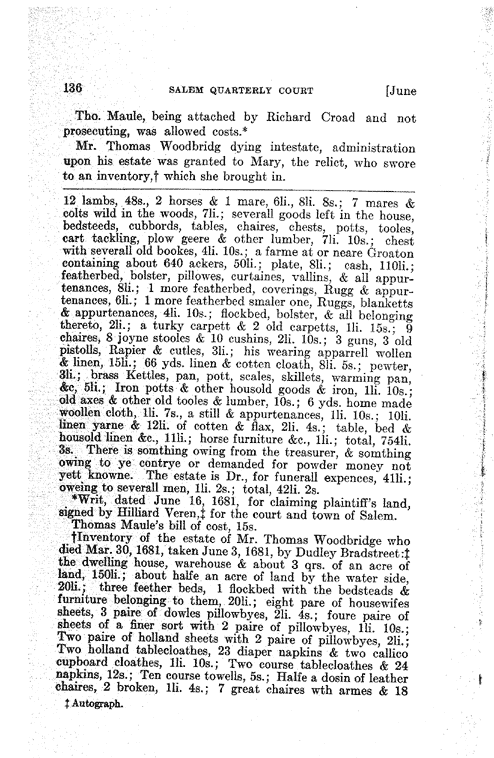 136 SALEM QUARTERLY COURT [June
Tho. Maule, being attached by Richard Croad and not
prosecuting, was allowed costs.*
Mr. Thomas Woodbridg dying intestate, administration
upon his estate was granted to Mary, the relict, who swore
to an inventory,† which she brought in.
12 lambs, 48s., 2 horses & 1 mare, 6li., 8li. 8s.; 7 mares &
colts wild in the woods, 7li.; severall goods left in the house,
bedsteeds, cubbords, tables, chaires, chests, potts, tooles,
cart tackling, plow geere & other lumber, 7li. 10s.; chest
with severall old bookes, 4li. 10s.; a farme at or neare Groaton
containing about 640 ackers, 50li.; plate, 8li.; cash, 110li.;
featherbed, bolster, pillowes, curtaines, vallins, & all appur-
tenances, 8li.; 1 more featherbed, coverings, Rugg & appur-
tenances, 6li.; 1 more featherbed smaler one, Ruggs, blanketts
& appurtenances, 4li. 10s.; flockbed, bolster, & all belonging
thereto, 2li.; a turky carpett & 2 old carpetts, 1li. 15s.; 9
chaires, 8 joyne stooles & 10 cushins, 2li. 10s.; 3 guns, 3 old
pistolls, Rapier & cutles, 3li.; his wearing apparrell wollen
& linen, 15li.; 66 yds. linen & cotten cloath, 8li. 5s.; pewter,
3li.; brass Kettles, pan, pott, scales, skillets, warming pan,
&c, 5li.; Iron potts & other housold goods & iron, 1li. 10s.;
old axes & other old tooles & lumber, 10s.; 6 yds. home made
woollen cloth, 1li. 7s., a still & appurtenances, 1li. 10s.; 10li.
linen yarne & 12li. of cotten & flax, 2li. 4s.; table, bed &
housold linen &c., 11li.; horse furniture &c., 1li.; total, 754li.
3s. There is somthing owing from the treasurer, & somthing
owing to ye contrye or demanded for powder money not
yett knowne. The estate is Dr., for funerall expences, 41li.;
oweing to severall men, 1li. 2s.; total, 42li. 2s.
*Writ, dated June 16, 1681, for claiming plaintiff's land,
signed by Hilliard Veren,‡ for the court and town of Salem.
Thomas Maule's bill of cost, 15s.
†Inventory of the estate of Mr. Thomas Woodbridge who
died Mar. 30, 1681, taken June 3, 1681, by Dudley Bradstreet:‡
the dwelling house, warehouse & about 3 qrs. of an acre of
land, 150li.; about halfe an acre of land by the water side,
20li.; three feether beds, 1 flockbed with the bedsteads &
furniture belonging to them, 20li.; eight pare of housewifes
sheets, 3 paire of dowles pillowbyes, 2li. 4s.; foure paire of
sheets of a finer sort with 2 paire of pillowbyes, 1li. 10s.;
Two paire of holland sheets with 2 paire of pillowbyes, 2li.;
Two holland tablecloathes, 23 diaper napkins & two callico
cupboard cloathes, 1li. 10s.; Two course tablecloathes & 24
napkins, 12s.; Ten course towells, 5s.; Halfe a dosin of leather
chaires, 2 broken, 1li. 4s.; 7 great chaires wth armes & 18
‡ Autograph.